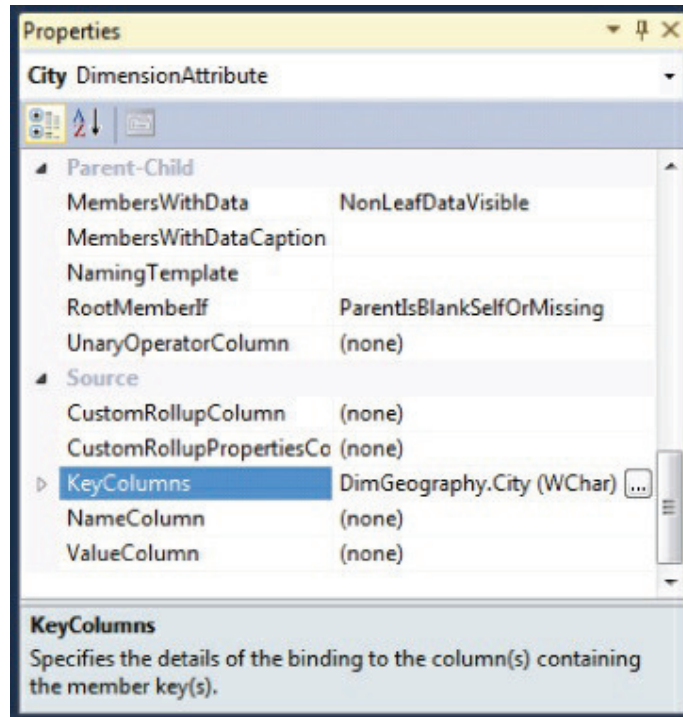 Properties
City DimensionAttribute
Parent-Child
MembersWithData NonLeafDataVisible
MembersWithDataCaption
NamingTemplate
RootMemberIf ParentIsBlankSelfOrMissing
UnaryOperatorColumn (none)
Source
CustomRollupColumn (none)
CustomRollupPropertiesCo (none)
KeyColumns DimGeography.City (WChar) ...
NameColumn (none)
ValueColumn (none)
KeyColumns
Specifies the details of the binding to the column(s) containing
the member key(s).